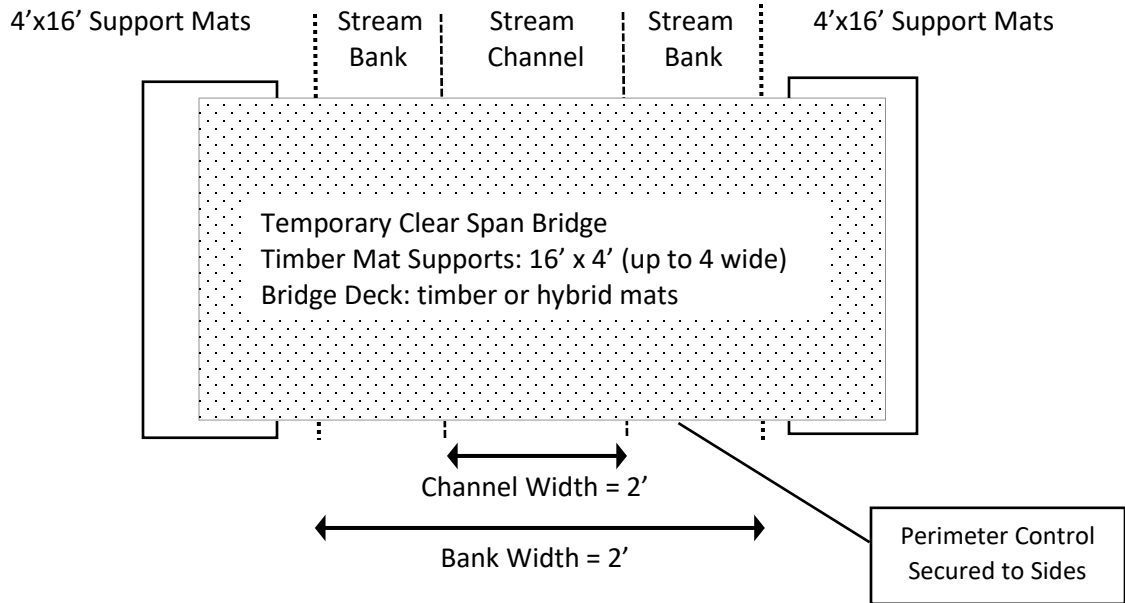 4’x16’ Support Mats
Stream
Bank
Stream
Channel
Stream
Bank
4’x16’ Support Mats
Temporary Clear Span Bridge
Timber Mat Supports: 16’ x 4’ (up to 4 wide)
Bridge Deck: timber or hybrid mats
Channel Width = 2’
Bank Width = 2’
Perimeter Control
Secured to Sides